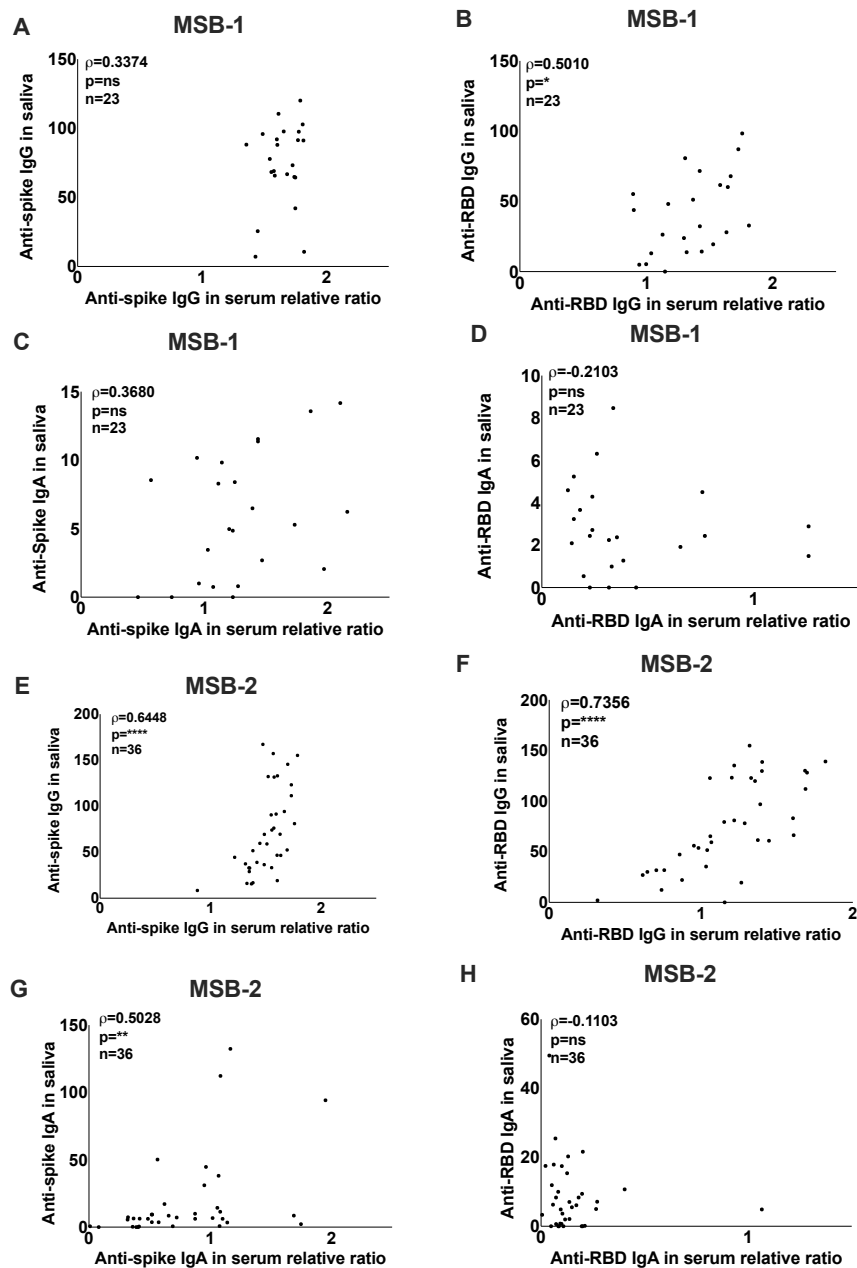 A
MSB-1
ρ=0.3374
p=ns
n=23
150
100
50
0
0
1
2
Anti-spike IgG in saliva
Anti-spike IgG in serum relative ratio
B
MSB-1
ρ=0.5010
p=*
n=23
150
100
50
0
0
1
2
Anti-RBD IgG in saliva
Anti-RBD IgG in serum relative ratio
C
MSB-1
ρ=0.3680
p=ns
n=23
15
10
5
0
0
1
2
Anti-Spike IgA in saliva
Anti-spike IgA in serum relative ratio
D
MSB-1
ρ=-0.2103
p=ns
n=23
10
8
6
4
2
0
0
1
Anti-RBD IgA in saliva
Anti-RBD IgA in serum relative ratio
E
MSB-2
ρ=0.6448
p=****
n=36
200
150
100
50
0
0
1
2
Anti-spike IgG in saliva
Anti-spike IgG in serum relative ratio
F
MSB-2
ρ=0.7356
p=****
n=36
200
150
100
50
0
0
1
2
Anti-RBD IgG in saliva
Anti-RBD IgG in serum relative ratio
G
MSB-2
ρ=0.5028
p=**
n=36
150
100
50
0
0
1
2
Anti-spike IgA in saliva
Anti-spike IgA in serum relative ratio
H
MSB-2
ρ=-0.1103
p=ns
n=36
60
40
20
0
0
1
Anti-RBD IgA in saliva
Anti-RBD IgA in serum relative ratio